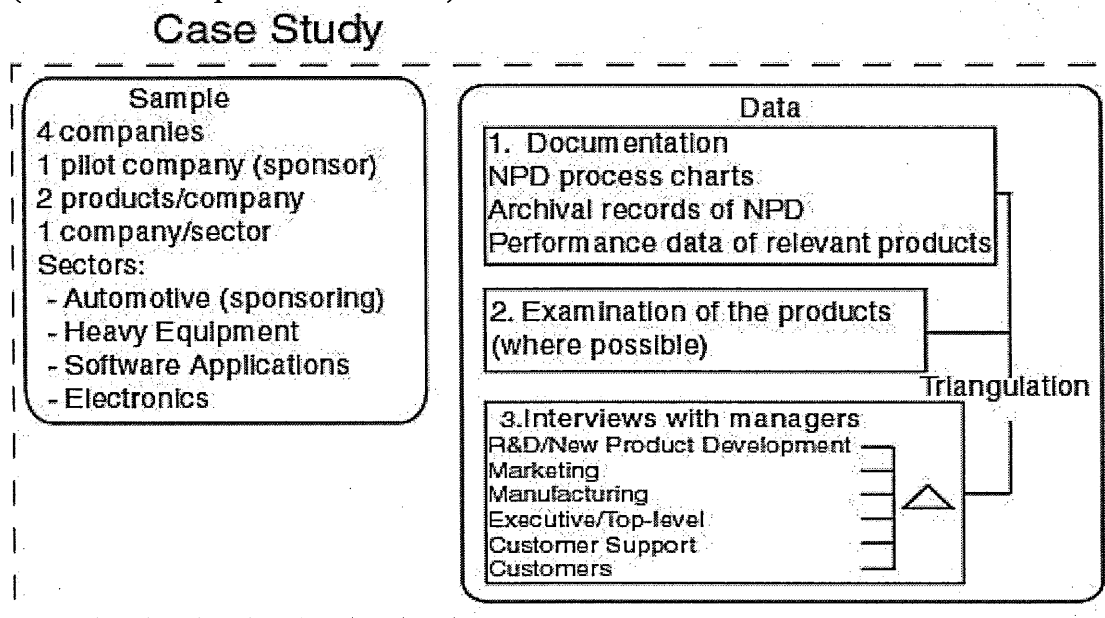 Case Study
Sample
4 companies
1 pilot company (sponsor)
2 products/company
1 company/sector
Sectors:
- Automotive (sponsoring)
- Heavy Equipment
- Software Applications
- Electronics
Data
1. Documentation
NPD process charts
Archival records of NPD
Performance data of relevant products
2. Examination of the products
(where possible)
Triangulation
3.Interviews with managers
R&D/New Product Development
Marketing
Manufacturing
Executive/Top-level
Customer Support
Customers